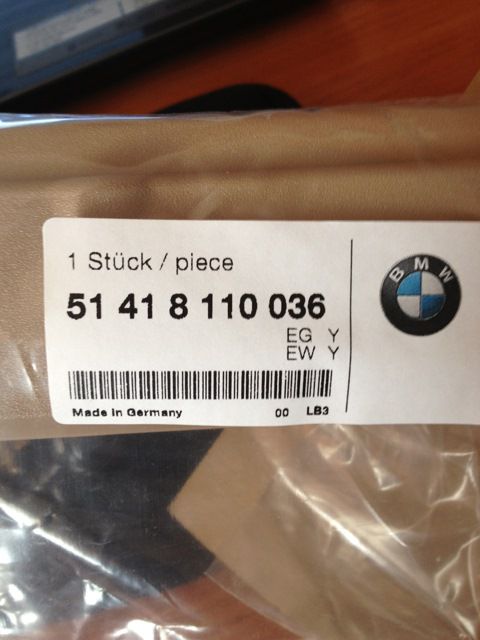 1 Stück / piece
51 41 8 110 036
EG Y
EW Y
Made in Germany 00 LB3
BMW